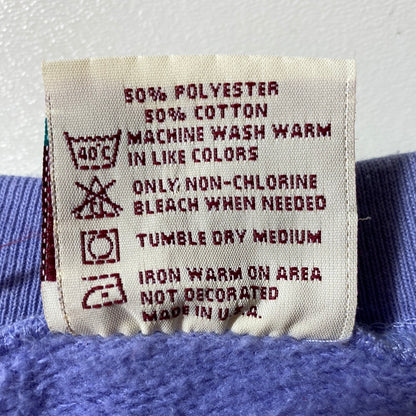 50% POLYESTER
50% COTTON
40°C MACHINE WASH WARM
IN LIKE COLORS
ONLY NON-CHLORINE
BLEACH WHEN NEEDED
TUMBLE DRY MEDIUM
IRON WARM ON AREA
NOT DECORATED
MADE IN U.S.A.